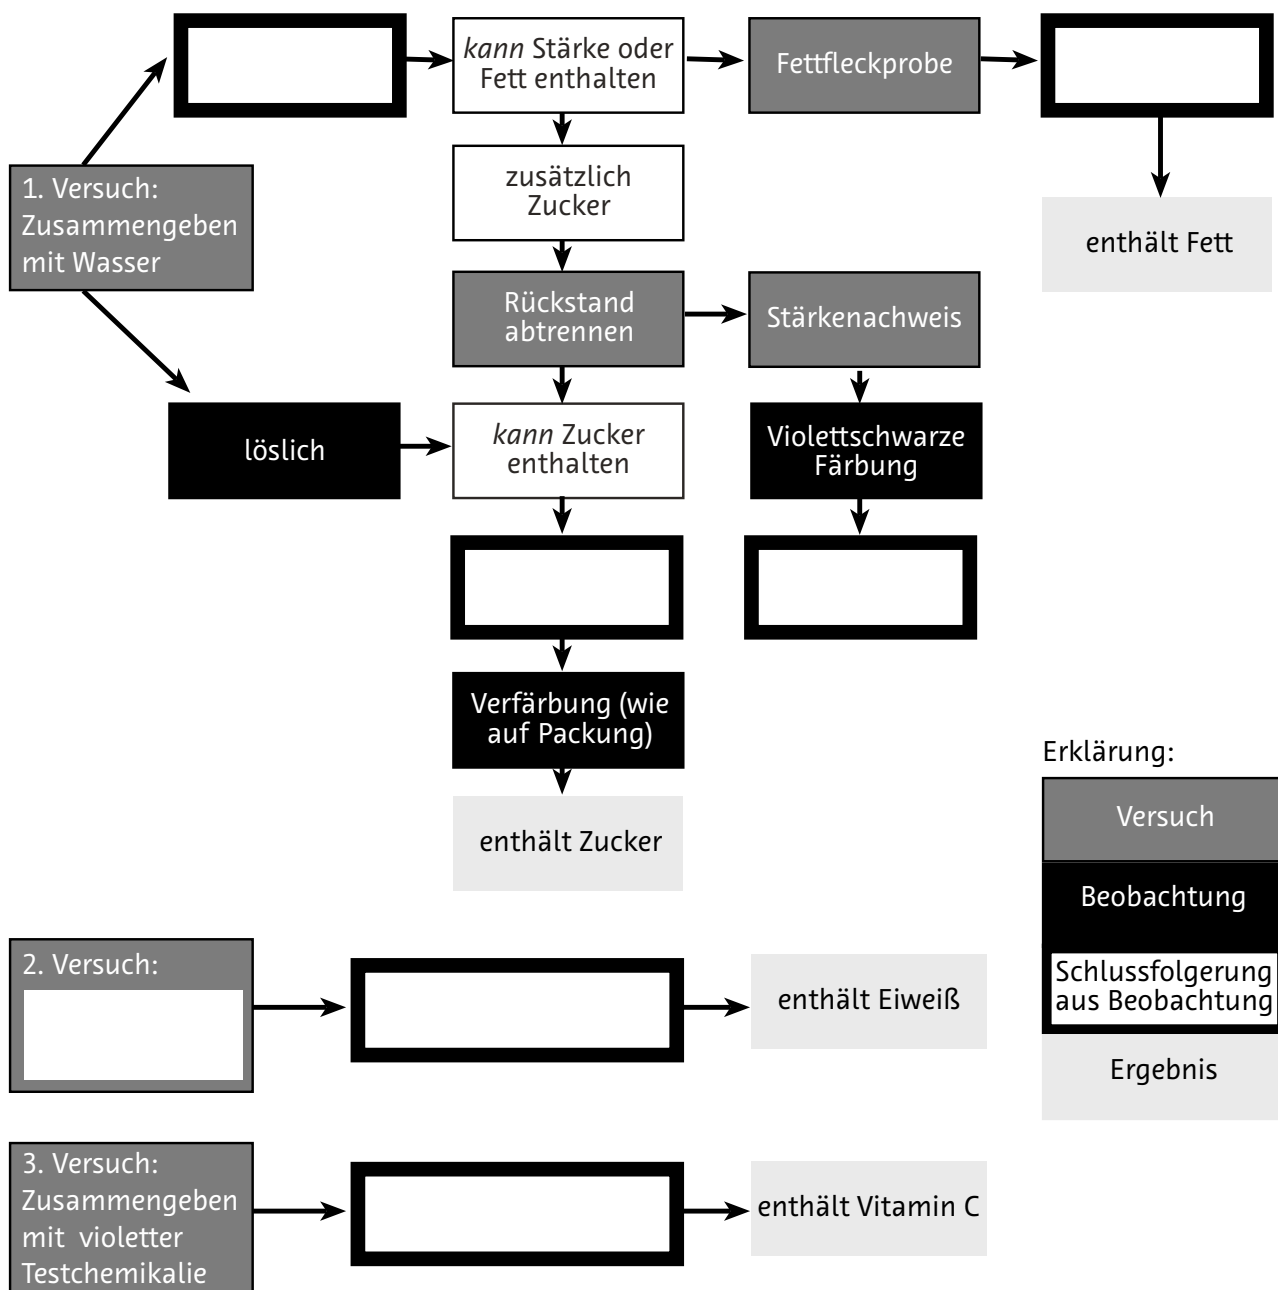 kann Stärke oder
Fett enthalten
Fettfleckprobe
1. Versuch:
Zusammengeben
mit Wasser
zusätzlich
Zucker
enthält Fett
Rückstand
abtrennen
Stärkenachweis
löslich
kann Zucker
enthalten
Violettschwarze
Färbung
Verfärbung (wie
auf Packung)
enthält Zucker
Erklärung:
Versuch
Beobachtung
Schlussfolgerung
aus Beobachtung
Ergebnis
2. Versuch:
enthält Eiweiß
3. Versuch:
Zusammengeben
mit violetter
Testchemikalie
enthält Vitamin C